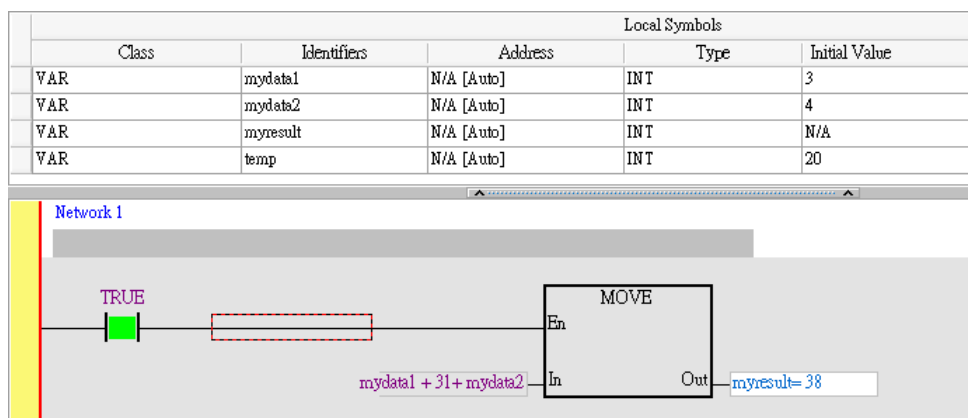 Local Symbols
Class Identifiers Address Type Initial Value
VAR mydata1 N/A [Auto] INT 3
VAR mydata2 N/A [Auto] INT 4
VAR myresult N/A [Auto] INT N/A
VAR temp N/A [Auto] INT 20
Network 1
TRUE MOVE
En
mydata1 + 31+ mydata2 In Out myresult= 38